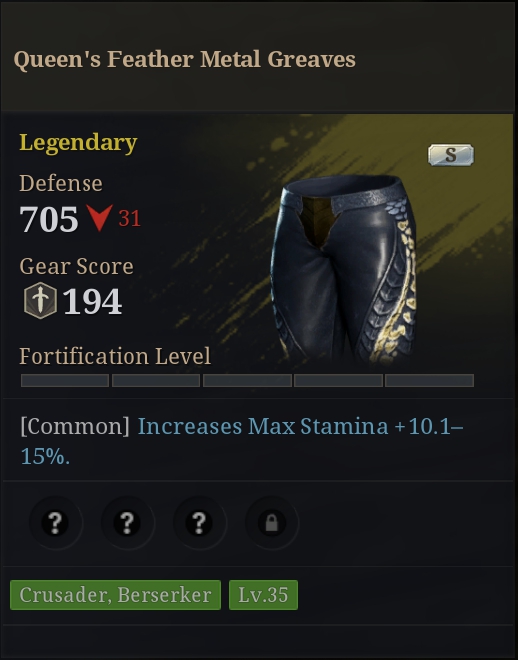 Queen's Feather Metal Greaves
Legendary
S
Defense
705 31
Gear Score
194
Fortification Level
[Common] Increases Max Stamina +10.1–
15%.
? ? ?
Crusader, Berserker Lv.35